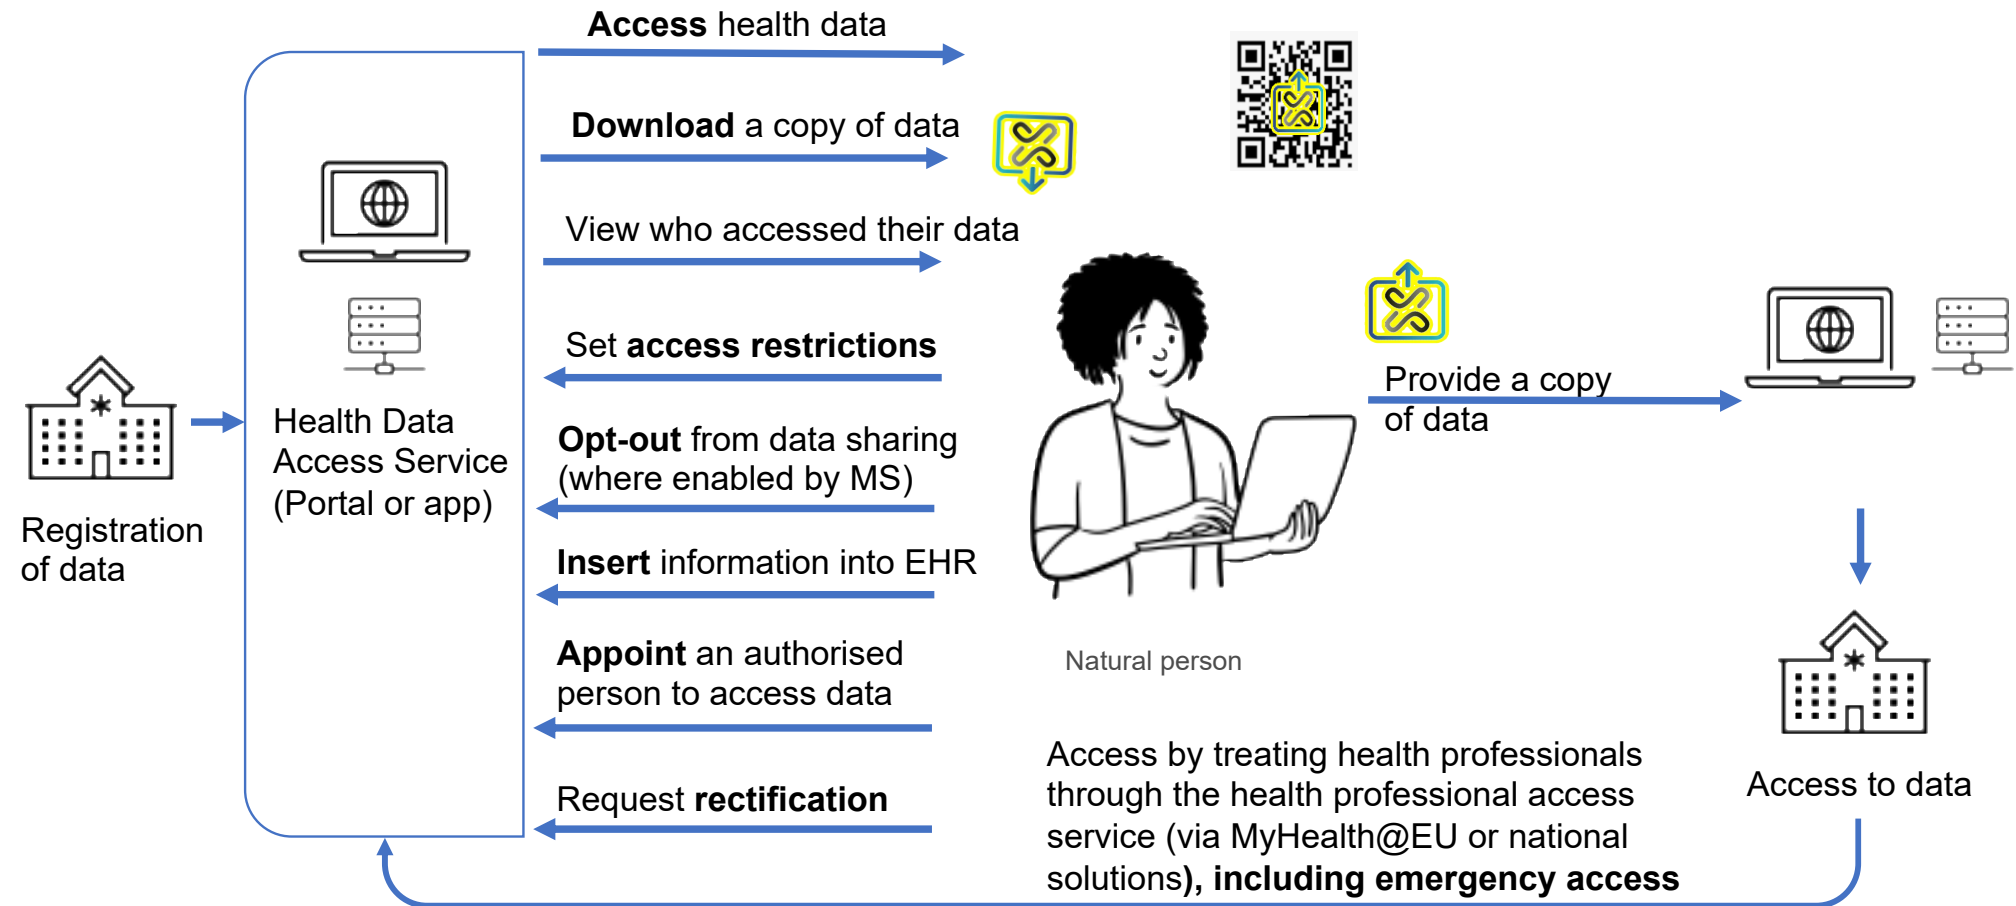 Access health data
Download a copy of data
View who accessed their data
Set access restrictions
Opt-out from data sharing
(where enabled by MS)
Insert information into EHR
Appoint an authorised
person to access data
Request rectification
Registration
of data
Health Data
Access Service
(Portal or app)
Natural person
Provide a copy
of data
Access to data
Access by treating health professionals
through the health professional access
service (via MyHealth@EU or national
solutions), including emergency access